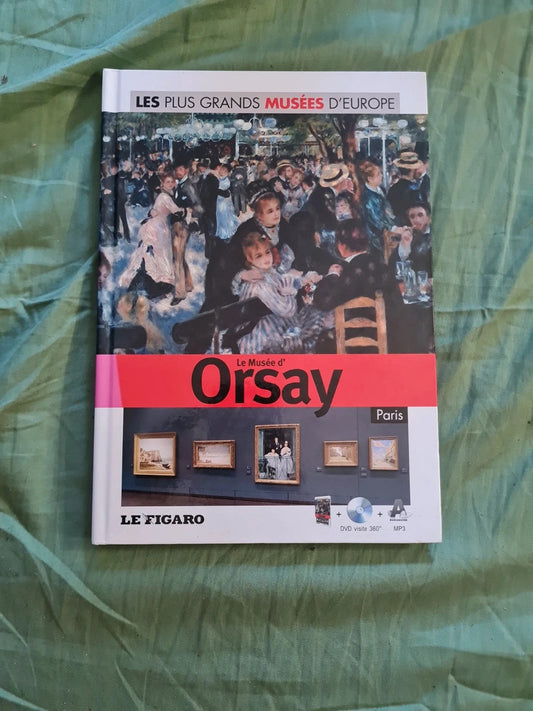 LES PLUS GRANDS MUSÉES D'EUROPE
Le Musée d'
Orsay
Paris
LE FIGARO
+ +
DVD visite 360° MP3